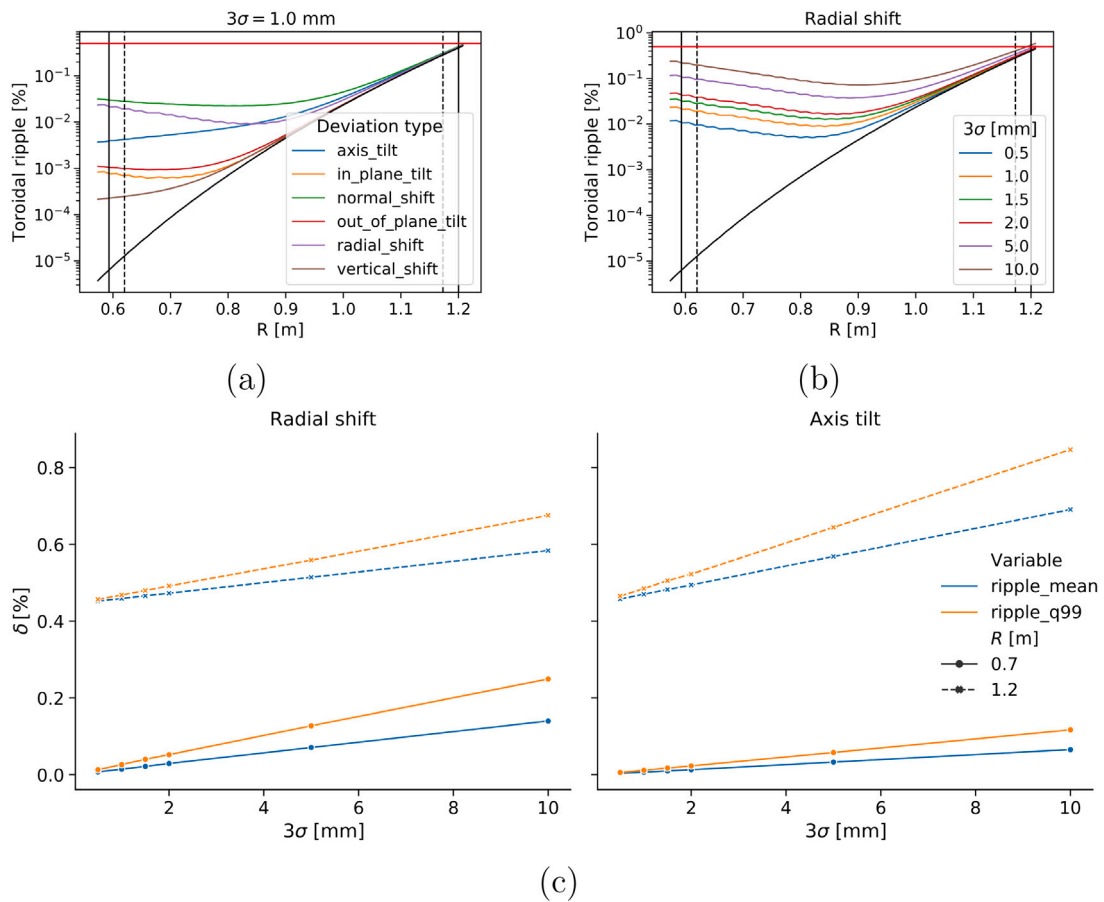 3σ = 1.0 mm
Toroidal ripple [%]
10⁻¹
10⁻²
10⁻³
10⁻⁴
10⁻⁵
Deviation type
axis_tilt
in_plane_tilt
normal_shift
out_of_plane_tilt
radial_shift
vertical_shift
0.6 0.7 0.8 0.9 1.0 1.1 1.2
R [m]
(a)
Radial shift
Toroidal ripple [%]
10⁰
10⁻¹
10⁻²
10⁻³
10⁻⁴
10⁻⁵
3σ [mm]
0.5
1.0
1.5
2.0
5.0
10.0
0.6 0.7 0.8 0.9 1.0 1.1 1.2
R [m]
(b)
Radial shift
δ [%]
0.8
0.6
0.4
0.2
0.0
2 4 6 8 10
3σ [mm]
Axis tilt
Variable
ripple_mean
ripple_q99
R [m]
0.7
1.2
2 4 6 8 10
3σ [mm]
(c)